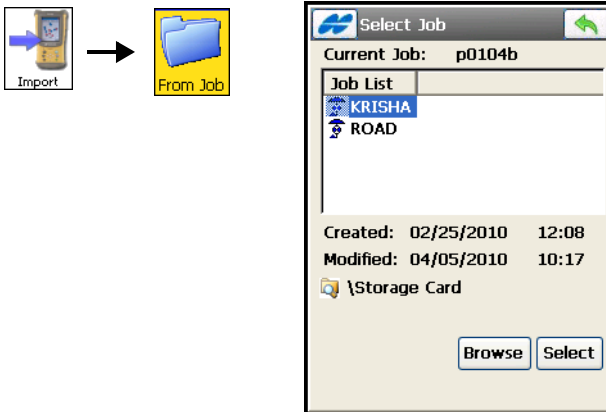 Import
From Job
Select Job
Current Job: p0104b
Job List
KRISHA
ROAD
Created: 02/25/2010 12:08
Modified: 04/05/2010 10:17
\Storage Card
Browse Select